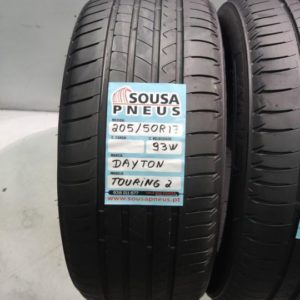 SOUSA
PNEUS
205/50R17
93W
DAYTON
TOURING 2
www.sousapneus.pt